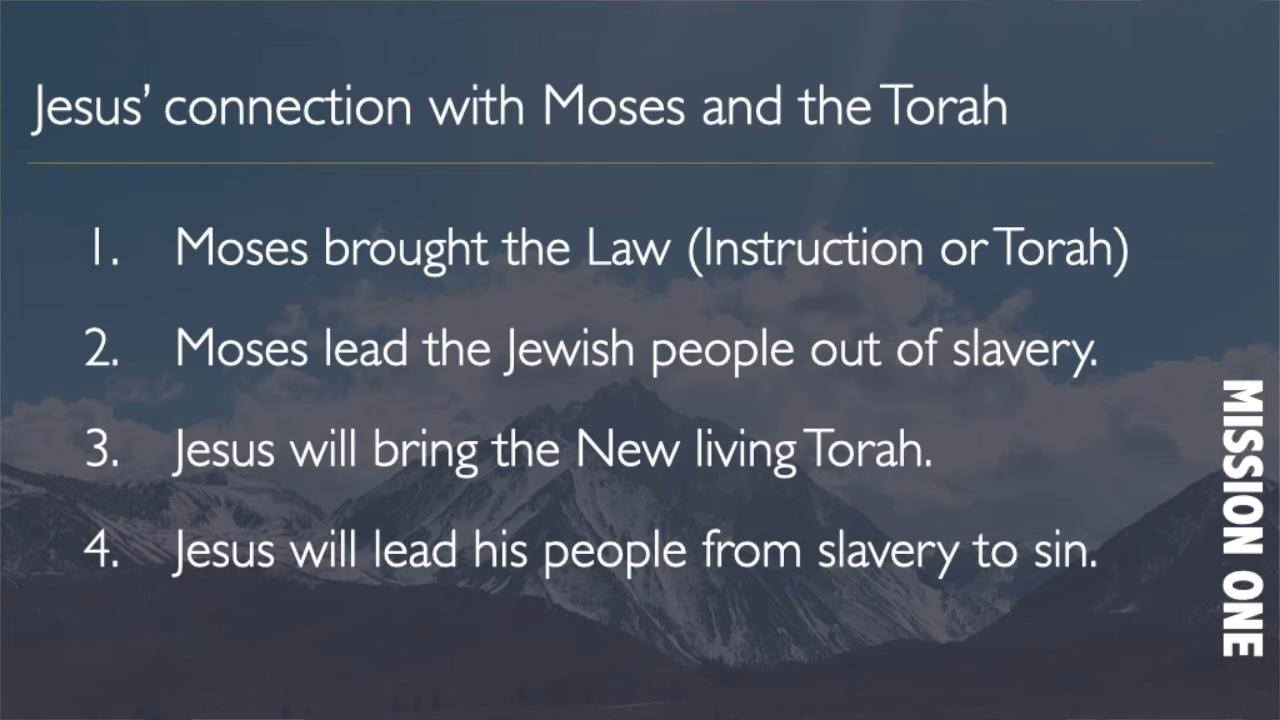 Jesus’ connection with Moses and the Torah
1. Moses brought the Law (Instruction or Torah)
2. Moses lead the Jewish people out of slavery.
3. Jesus will bring the New living Torah.
4. Jesus will lead his people from slavery to sin.
MISSION ONE